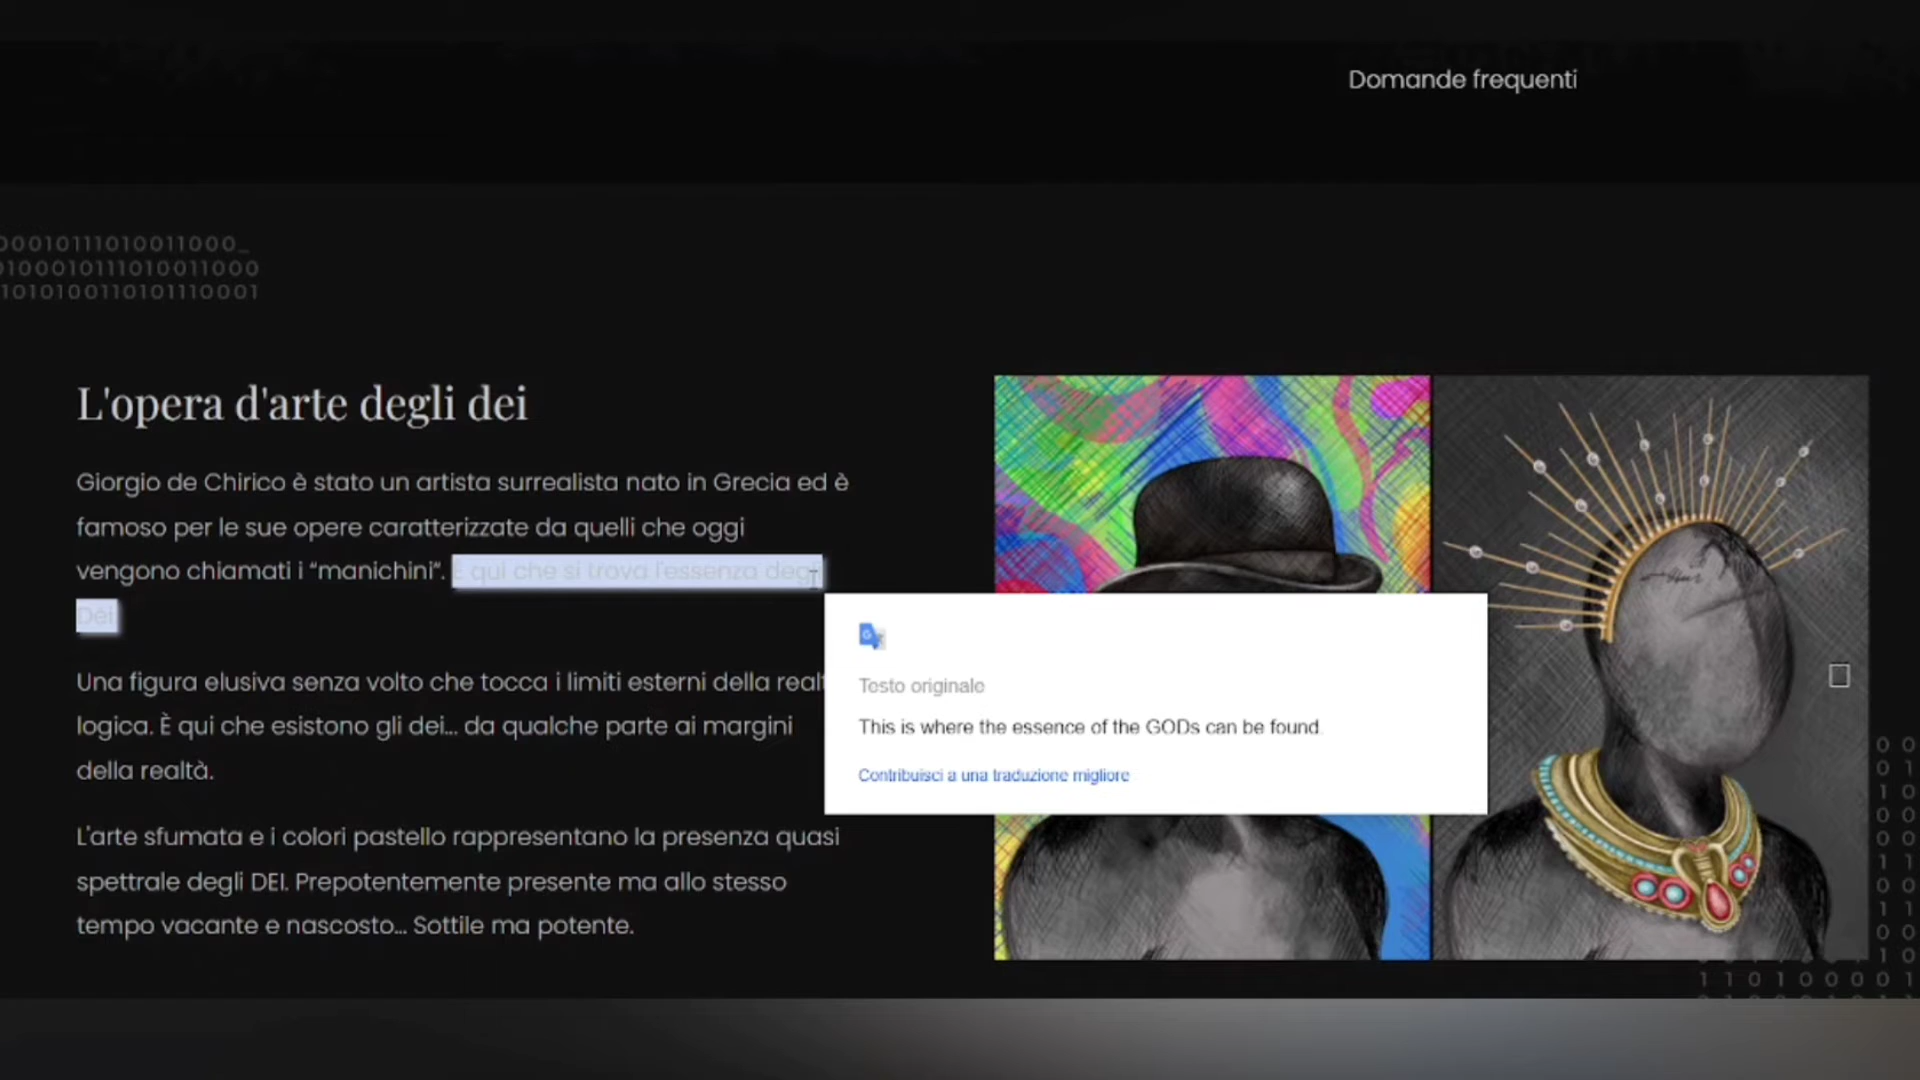 Domande frequenti
00010111010011000_
0100010111010011000
1010100110101110001
L'opera d'arte degli dei
Giorgio de Chirico è stato un artista surrealista nato in Grecia ed è
famoso per le sue opere caratterizzate da quelli che oggi
vengono chiamati i “manichini”. È qui che si trova l'essenza degli
Dei
Una figura elusiva senza volto che tocca i limiti esterni della
logica. È qui che esistono gli dei... da qualche parte ai margini
della realtà.
L'arte sfumata e i colori pastello rappresentano la presenza quasi
spettrale degli DEI. Prepotentemente presente ma allo stesso
tempo vacante e nascosto... Sottile ma potente.
Testo originale
This is where the essence of the GODs can be found.
Contribuisci a una traduzione migliore